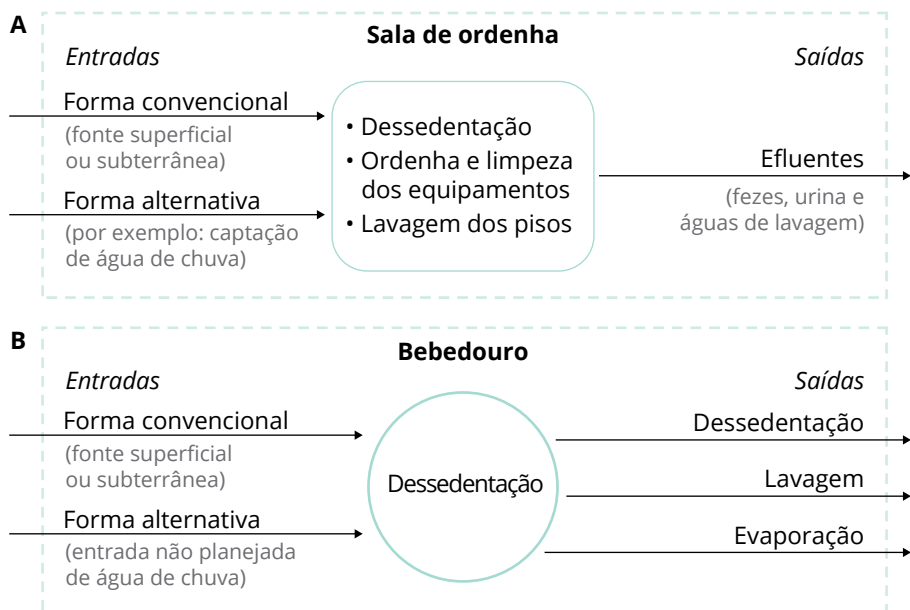 A
Sala de ordenha
Entradas
Saídas
Forma convencional
(fonte superficial
ou subterrânea)
Forma alternativa
(por exemplo: captação
de água de chuva)
• Dessedentação
• Ordenha e limpeza
dos equipamentos
• Lavagem dos pisos
Efluentes
(fezes, urina e
águas de lavagem)
B
Bebedouro
Entradas
Saídas
Forma convencional
(fonte superficial
ou subterrânea)
Forma alternativa
(entrada não planejada
de água de chuva)
Dessedentação
Dessedentação
Lavagem
Evaporação